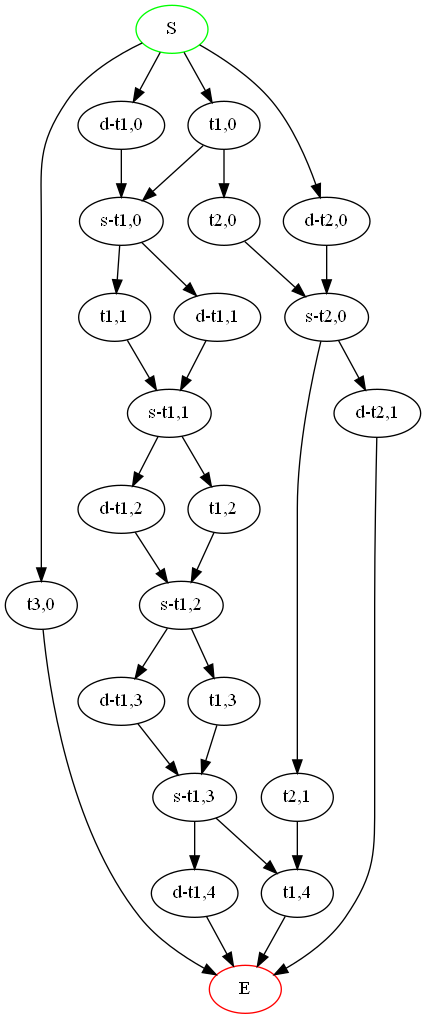 S
d-t1,0
t1,0
s-t1,0
t2,0
d-t2,0
t1,1
d-t1,1
s-t2,0
s-t1,1
d-t2,1
d-t1,2
t1,2
t3,0
s-t1,2
d-t1,3
t1,3
s-t1,3
t2,1
d-t1,4
t1,4
E